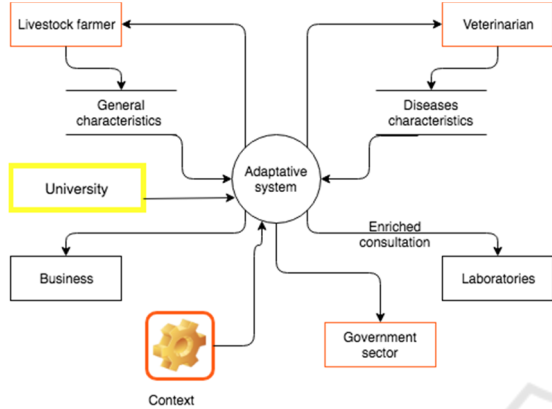 Livestock farmer
Veterinarian
General
characteristics
Diseases
characteristics
Adaptative
system
University
Enriched
consultation
Business
Laboratories
Government
sector
Context